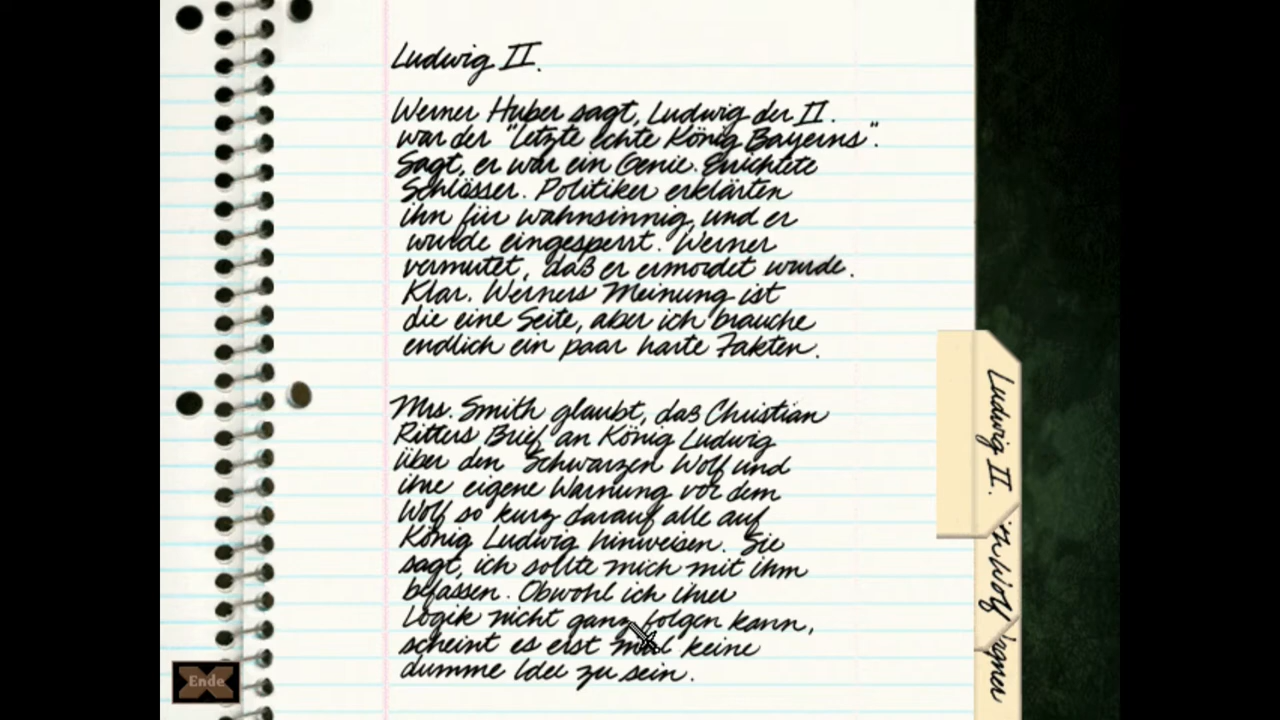 Ludwig II.
Werner Huber sagt, Ludwig der II.
war der "letzte echte König Bayerns".
Sagt, er war ein Genie. Errichtete
Schlösser. Politiker erklärten
ihn für wahnsinnig, und er
wurde eingesperrt. Werner
vermutet, daß er ermordet wurde.
Klar. Werners Meinung ist
die eine Seite, aber ich brauche
endlich ein paar harte Fakten.
Mrs. Smith glaubt, daß Christian
Ritters Brief an König Ludwig
über den Schwarzen Wolf und
ihre eigene Warnung vor dem
Wolf so kurz darauf alle auf
König Ludwig hinweisen. Sie
sagt, ich sollte mich mit ihm
befassen. Obwohl ich ihrer
Logik nicht ganz folgen kann,
scheint es erst mal keine
dumme Idee zu sein.
Ludwig II.
Wolf
Ende